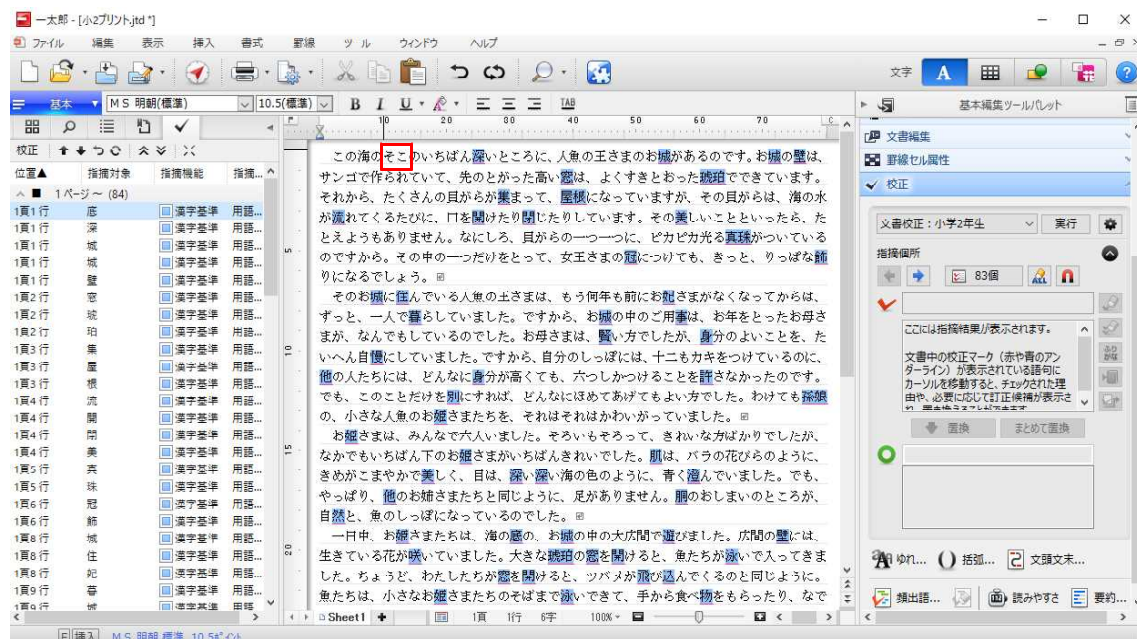 一太郎 - [小2プリント.jtd *]
ファイル 編集 表示 挿入 書式 罫線 ツール ウィンドウ ヘルプ
文字 A
基本 ＭＳ 明朝(標準) 10.5(標準) B I U TAB 基本編集ツールパレット
校正
位置▲ 指摘対象 指摘機能 指摘...
1ページ～ (84)
1頁1行 底 漢字基準 用語...
1頁1行 深 漢字基準 用語...
1頁1行 城 漢字基準 用語...
1頁1行 城 漢字基準 用語...
1頁1行 壁 漢字基準 用語...
1頁2行 窓 漢字基準 用語...
1頁2行 琥 漢字基準 用語...
1頁2行 珀 漢字基準 用語...
1頁3行 集 漢字基準 用語...
1頁3行 屋 漢字基準 用語...
1頁3行 根 漢字基準 用語...
1頁4行 流 漢字基準 用語...
1頁4行 開 漢字基準 用語...
1頁4行 閉 漢字基準 用語...
1頁4行 美 漢字基準 用語...
1頁5行 真 漢字基準 用語...
1頁5行 珠 漢字基準 用語...
1頁6行 冠 漢字基準 用語...
1頁6行 飾 漢字基準 用語...
1頁8行 城 漢字基準 用語...
1頁8行 住 漢字基準 用語...
1頁8行 妃 漢字基準 用語...
1頁9行 暮 漢字基準 用語...
1頁9行 城 漢字基準 用語...
10 20 30 40 50 60 70
この海のそこのいちばん深いところに、人魚の王さまのお城があるのです。お城の壁は、
サンゴで作られていて、先のとがった高い窓は、よくすきとおった琥珀でできています。
それから、たくさんの貝がらが集まって、屋根になっていますが、その貝がらは、海の水
が流れてくるたびに、口を開けたり閉じたりしています。その美しいことといったら、た
とえようもありません。なにしろ、貝がらの一つ一つに、ピカピカ光る真珠がついている
のですから。その中の一つだけをとって、女王さまの冠につけても、きっと、りっぱな飾
りになるでしょう。
そのお城に住んでいる人魚の王さまは、もう何年も前にお妃さまがなくなってからは、
ずっと、一人で暮らしていました。ですから、お城の中のご用事は、お年をとったお母さ
まが、なんでもしているのでした。お母さまは、賢い方でしたが、身分のよいことを、た
いへん自慢にしていました。ですから、自分のしっぽには、十二もカキをつけているのに、
他の人たちには、どんなに身分が高くても、六つしかつけることを許さなかったのです。
でも、このことだけを別にすれば、どんなにほめてあげてもよい方でした。わけても孫娘
の、小さな人魚のお姫さまたちを、それはそれはかわいがっていました。
お姫さまは、みんなで六人いました。そろいもそろって、きれいな方ばかりでしたが、
なかでもいちばん下のお姫さまがいちばんきれいでした。肌は、バラの花びらのように、
きめがこまやかで美しく、目は、深い深い海の色のように、青く澄んでいました。でも、
やっぱり、他のお姉さまたちと同じように、足がありません。胴のおしまいのところが、
自然と、魚のしっぽになっているのでした。
一日中、お姫さまたちは、海の底の、お城の中の大広間で遊びました。広間の壁には、
生きている花が咲いていました。大きな琥珀の窓を開けると、魚たちが泳いで入ってきま
した。ちょうど、わたしたちが窓を開けると、ツバメが飛び込んでくるのと同じように。
魚たちは、小さなお姫さまたちのそばまで泳いできて、手から食べ物をもらったり、なで
5
10
15
20
文書編集
罫線セル属性
校正
文書校正：小学2年生 実行
指摘個所
83個 ALL
ここには指摘結果が表示されます。
文書中の校正マーク（赤や青のアン
ダーライン）が表示されている語句に
カーソルを移動すると、チェックされた理
由や、必要に応じて訂正候補が表示さ
れ、置き換えることができます。
置換 まとめて置換
ゆれ... 括弧... 文頭文末...
頻出語... 読みやすさ 要約...
Sheet1 1頁 1行 6字 100%
挿入 ＭＳ 明朝 標準 10.5ﾎﾟｲﾝﾄ